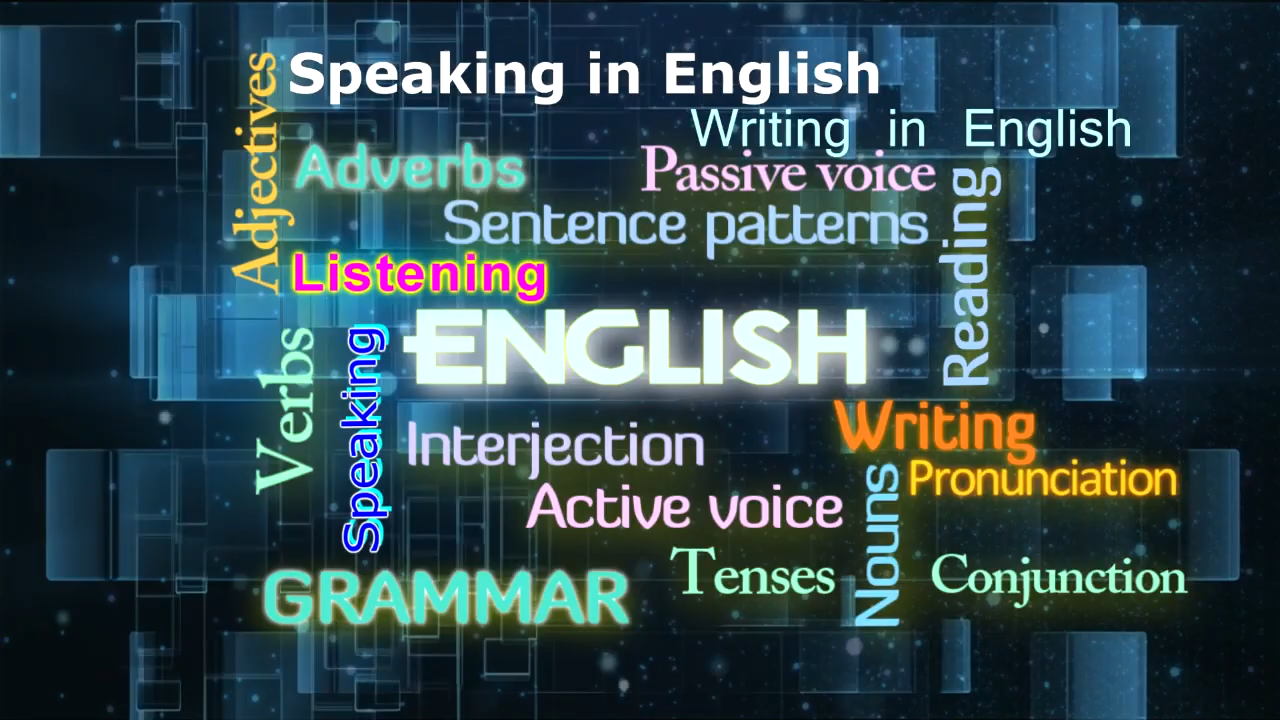 Speaking in English
Writing in English
Adjectives
Adverbs
Passive voice
Sentence patterns
Reading
Listening
ENGLISH
Verbs
Speaking
Interjection
Writing
Pronunciation
Active voice
Nouns
Tenses
Conjunction
GRAMMAR